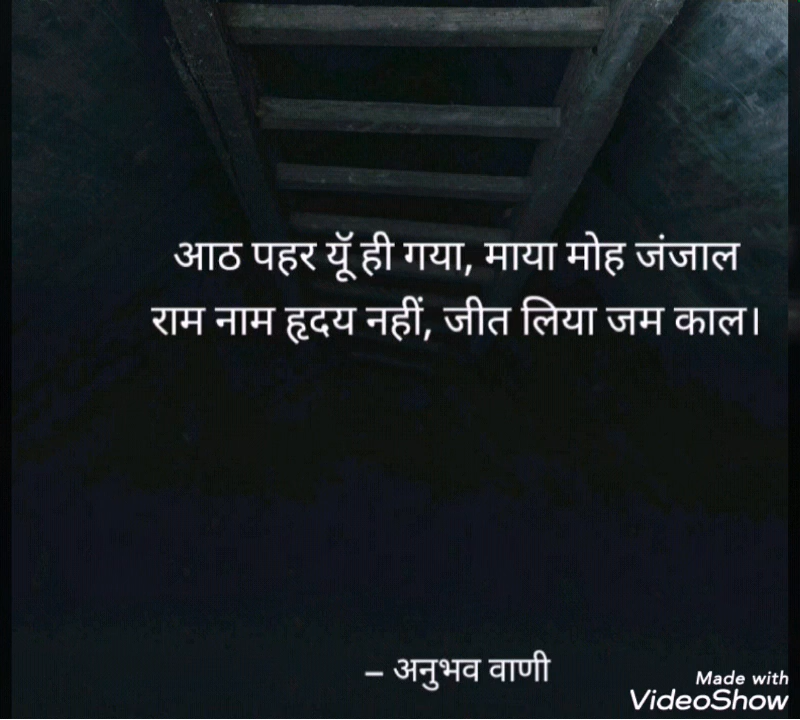 आठ पहर यूॅ ही गया, माया मोह जंजाल
राम नाम हृदय नहीं, जीत लिया जम काल।
– अनुभव वाणी
Made with
VideoShow